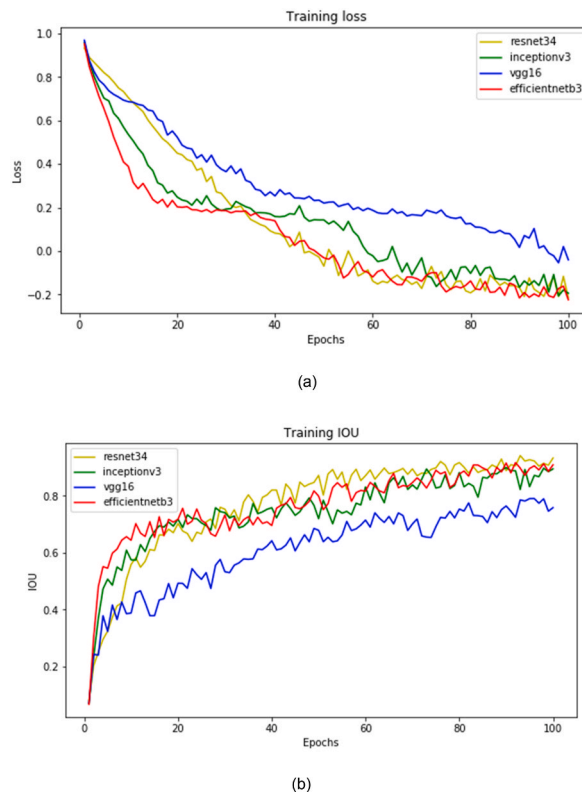 Training loss
1.0
0.8
0.6
0.4
0.2
0.0
−0.2
Loss
resnet34
inceptionv3
vgg16
efficientnetb3
0 20 40 60 80 100
Epochs
(a)
Training IOU
0.8
0.6
0.4
0.2
IOU
resnet34
inceptionv3
vgg16
efficientnetb3
0 20 40 60 80 100
Epochs
(b)